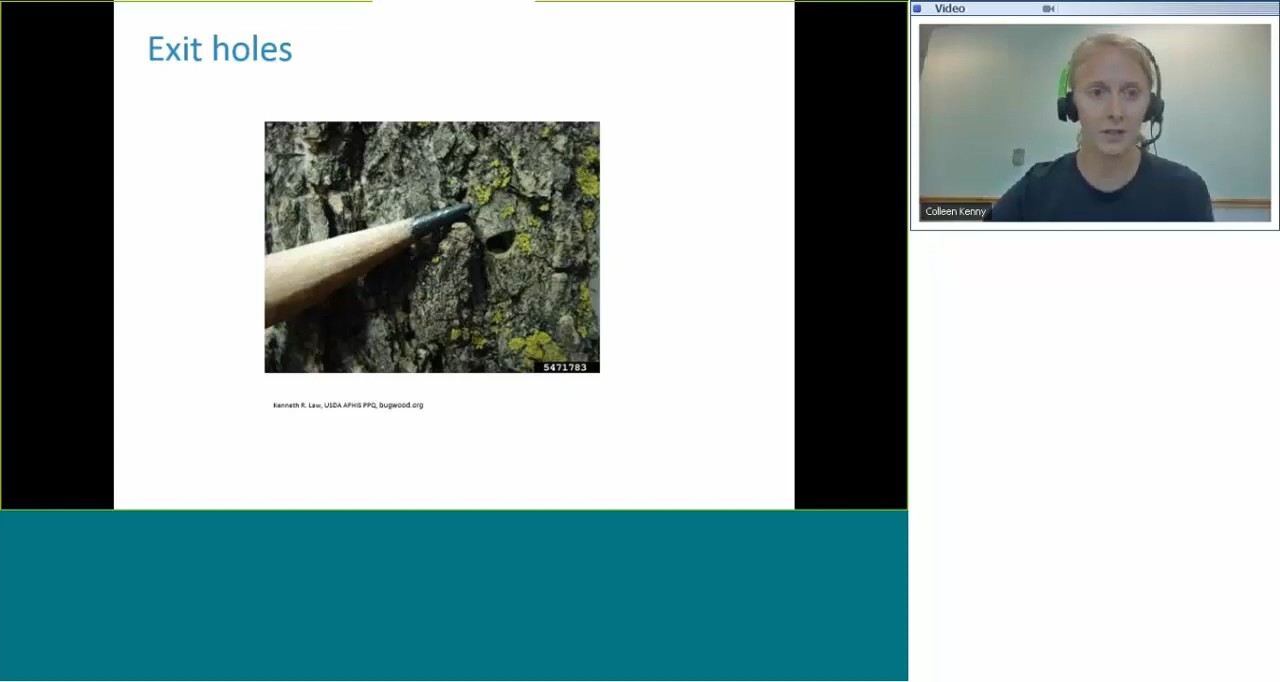 Exit holes
5471783
Kenneth R. Law, USDA APHIS PPQ, bugwood.org
Video
Colleen Kenny